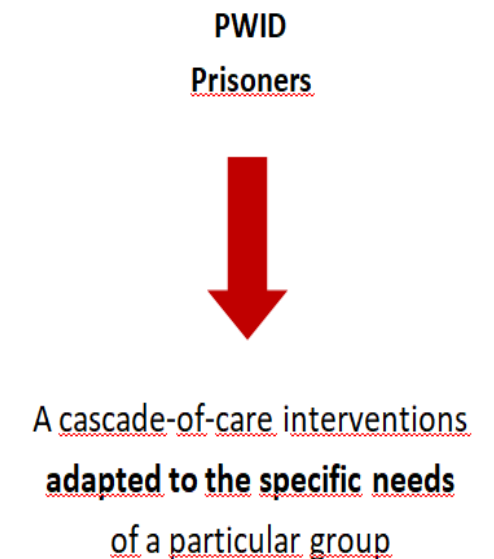 PWID
Prisoners
A cascade-of-care interventions
adapted to the specific needs
of a particular group